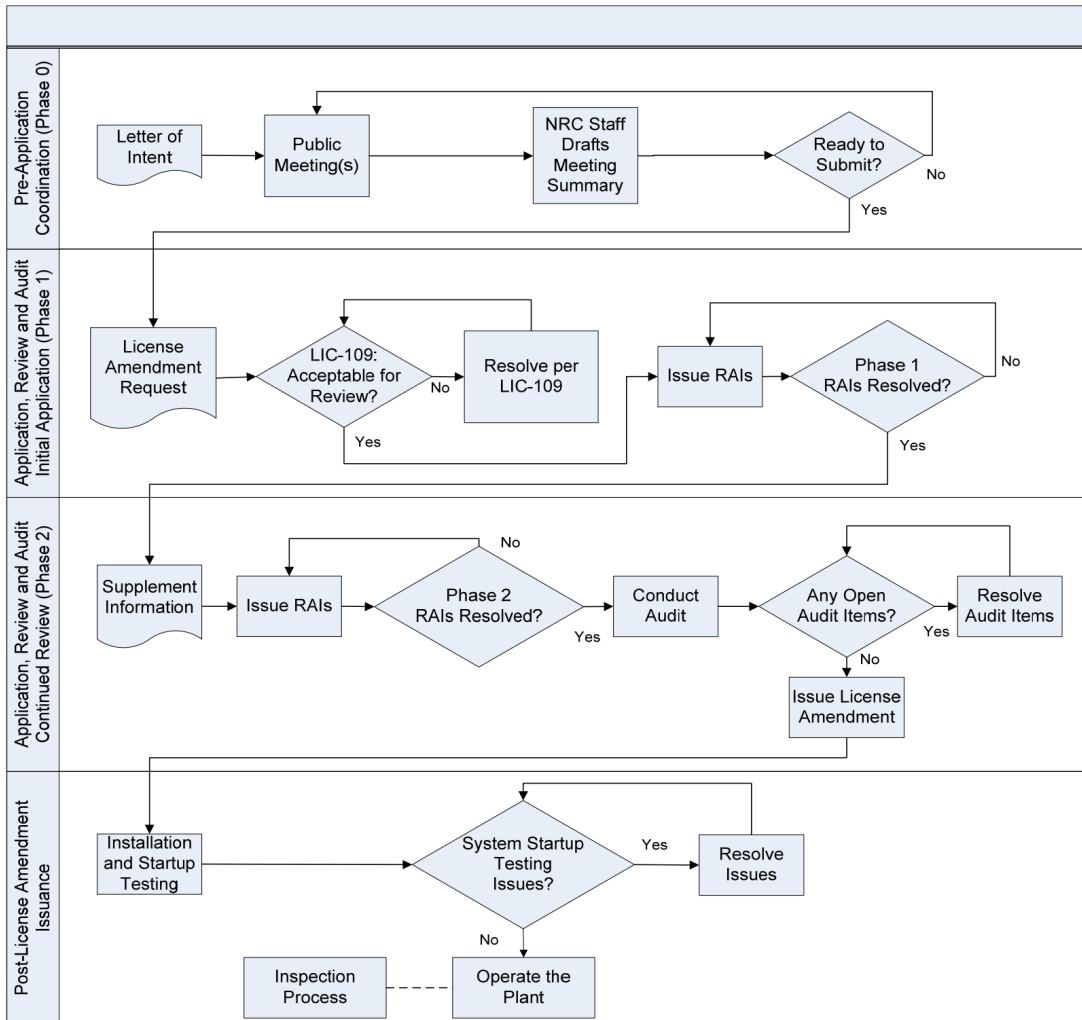 Pre-Application
Coordination (Phase 0)
Letter of
Intent
Public
Meeting(s)
NRC Staff
Drafts
Meeting
Summary
Ready to
Submit?
No
Yes
Application, Review and Audit
Initial Application (Phase 1)
License
Amendment
Request
LIC-109:
Acceptable for
Review?
No
Yes
Resolve per
LIC-109
Issue RAIs
Phase 1
RAIs Resolved?
No
Yes
Application, Review and Audit
Continued Review (Phase 2)
Supplement
Information
Issue RAIs
No
Phase 2
RAIs Resolved?
Yes
Conduct
Audit
Any Open
Audit Items?
Yes
No
Resolve
Audit Items
Issue License
Amendment
Post-License Amendment
Issuance
Installation
and Startup
Testing
System Startup
Testing
Issues?
Yes
No
Resolve
Issues
Inspection
Process
Operate the
Plant